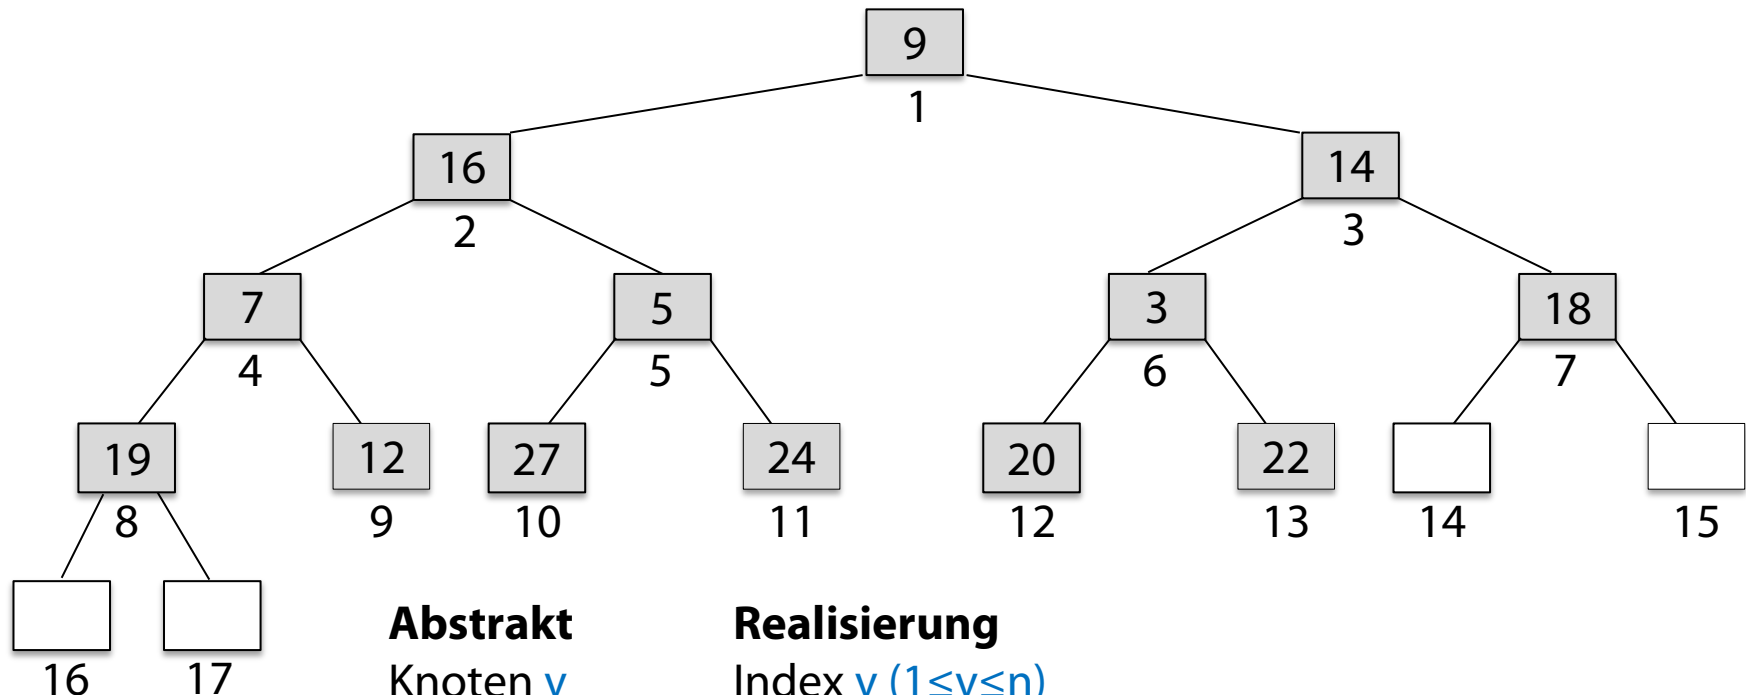 9
1
16 14
2 3
7 5 3 18
4 5 6 7
19 12 27 24 20 22
8 9 10 11 12 13 14 15
Abstrakt Realisierung
16 17 Knoten v Index v (1≤v≤n)